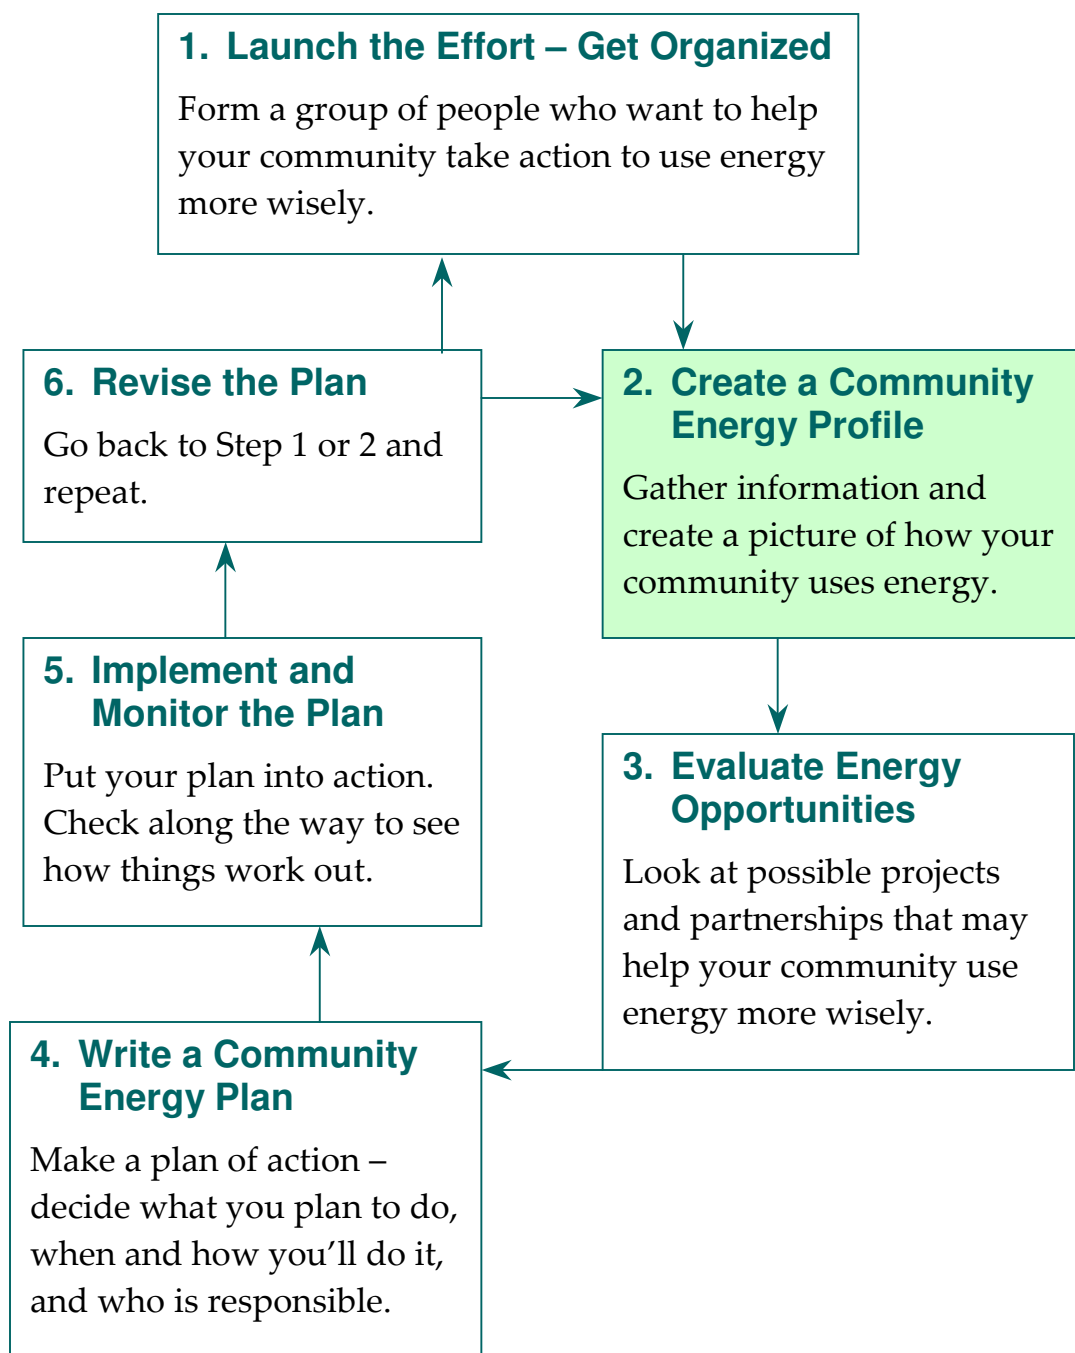 1. Launch the Effort – Get Organized
Form a group of people who want to help
your community take action to use energy
more wisely.
2. Create a Community
Energy Profile
Gather information and
create a picture of how your
community uses energy.
3. Evaluate Energy
Opportunities
Look at possible projects
and partnerships that may
help your community use
energy more wisely.
4. Write a Community
Energy Plan
Make a plan of action –
decide what you plan to do,
when and how you’ll do it,
and who is responsible.
5. Implement and
Monitor the Plan
Put your plan into action.
Check along the way to see
how things work out.
6. Revise the Plan
Go back to Step 1 or 2 and
repeat.